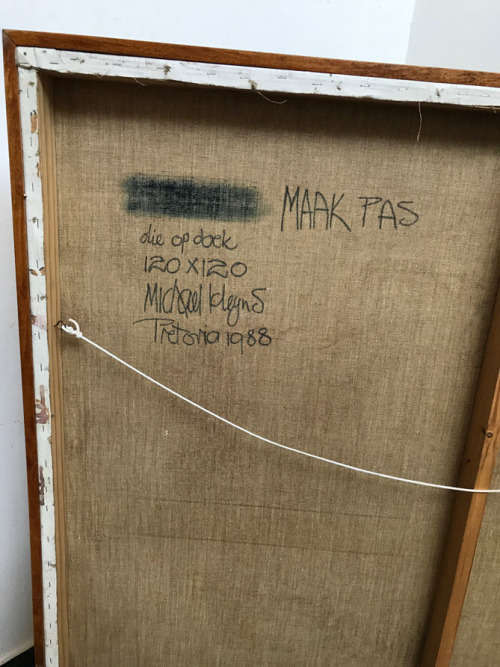 MAAK PAS
olie op doek
120 x 120
Michael Kleyns
Pretoria 1988